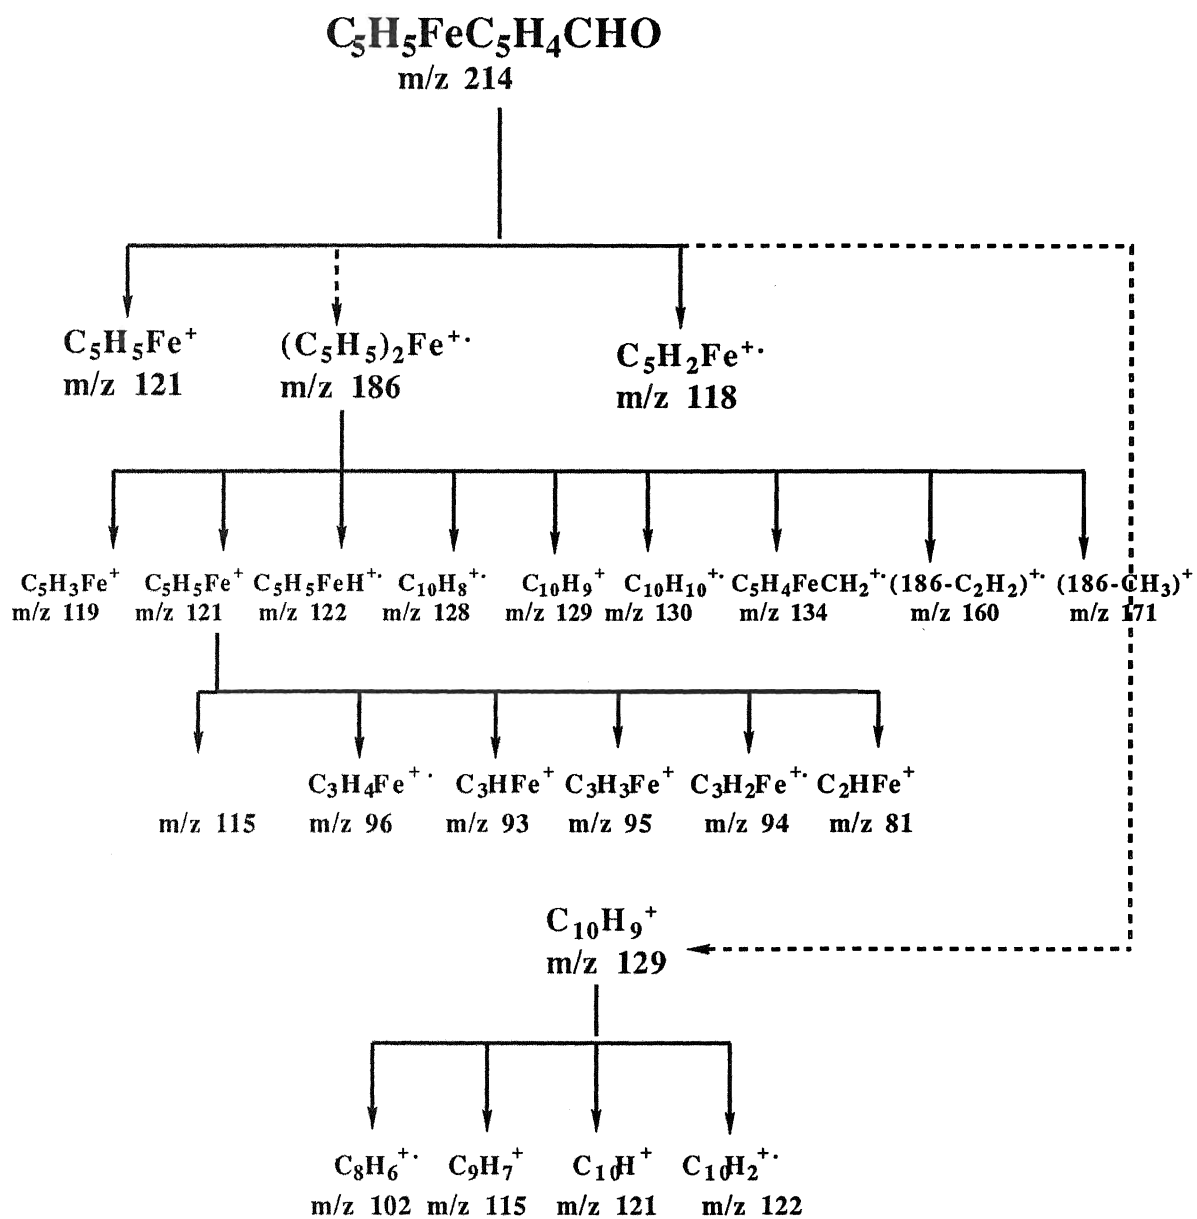 C₅H₅FeC₅H₄CHO
m/z 214
C₅H₅Fe⁺ (C₅H₅)₂Fe⁺· C₅H₂Fe⁺·
m/z 121 m/z 186 m/z 118
C₅H₃Fe⁺ C₅H₅Fe⁺ C₅H₅FeH⁺· C₁₀H₈⁺· C₁₀H₉⁺ C₁₀H₁₀⁺· C₅H₄FeCH₂⁺· (186-C₂H₂)⁺· (186-CH₃)⁺
m/z 119 m/z 121 m/z 122 m/z 128 m/z 129 m/z 130 m/z 134 m/z 160 m/z 171
C₃H₄Fe⁺· C₃HFe⁺ C₃H₃Fe⁺ C₃H₂Fe⁺· C₂HFe⁺
m/z 115 m/z 96 m/z 93 m/z 95 m/z 94 m/z 81
C₁₀H₉⁺
m/z 129
C₈H₆⁺· C₉H₇⁺ C₁₀H⁺ C₁₀H₂⁺·
m/z 102 m/z 115 m/z 121 m/z 122